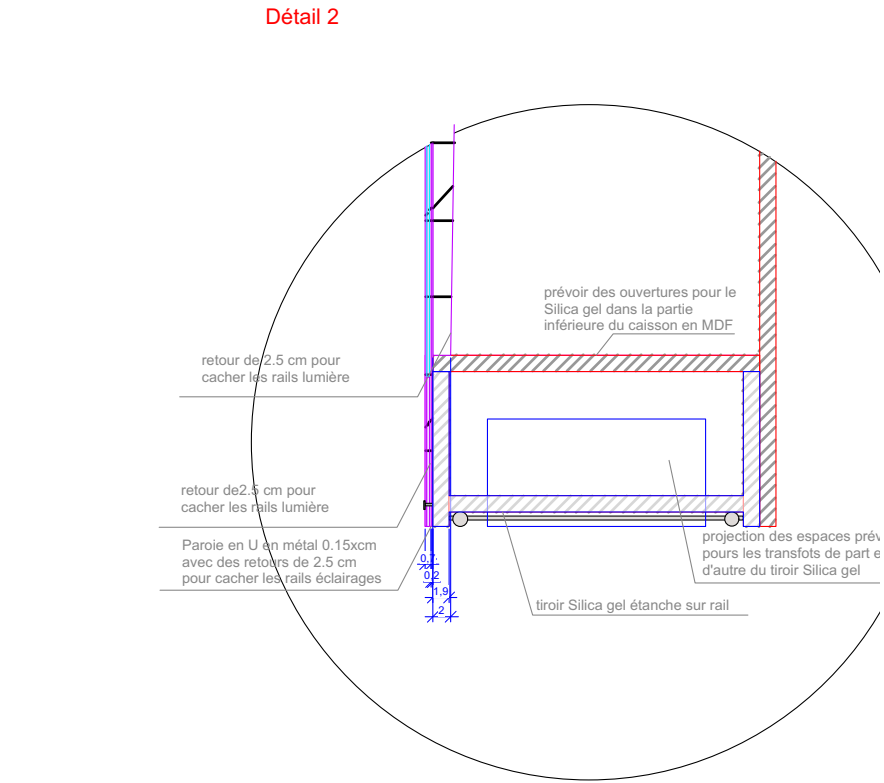 Détail 2
prévoir des ouvertures pour le
Silica gel dans la partie
inférieure du caisson en MDF
retour de 2.5 cm pour
cacher les rails lumière
retour de2.5 cm pour
cacher les rails lumière
Paroie en U en métal 0.15xcm
avec des retours de 2.5 cm
pour cacher les rails éclairages
projection des espaces prév
pours les transfots de part e
d'autre du tiroir Silica gel
tiroir Silica gel étanche sur rail
0,7
0,2
1,9
2